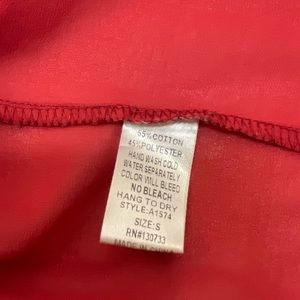 55%COTTON
45%POLYESTER
HAND WASH COLD
WATER SEPARATELY
COLOR WILL BLEED
NO BLEACH
HANG TO DRY
STYLE:A1574
SIZE:S
RN#130733
MADE IN